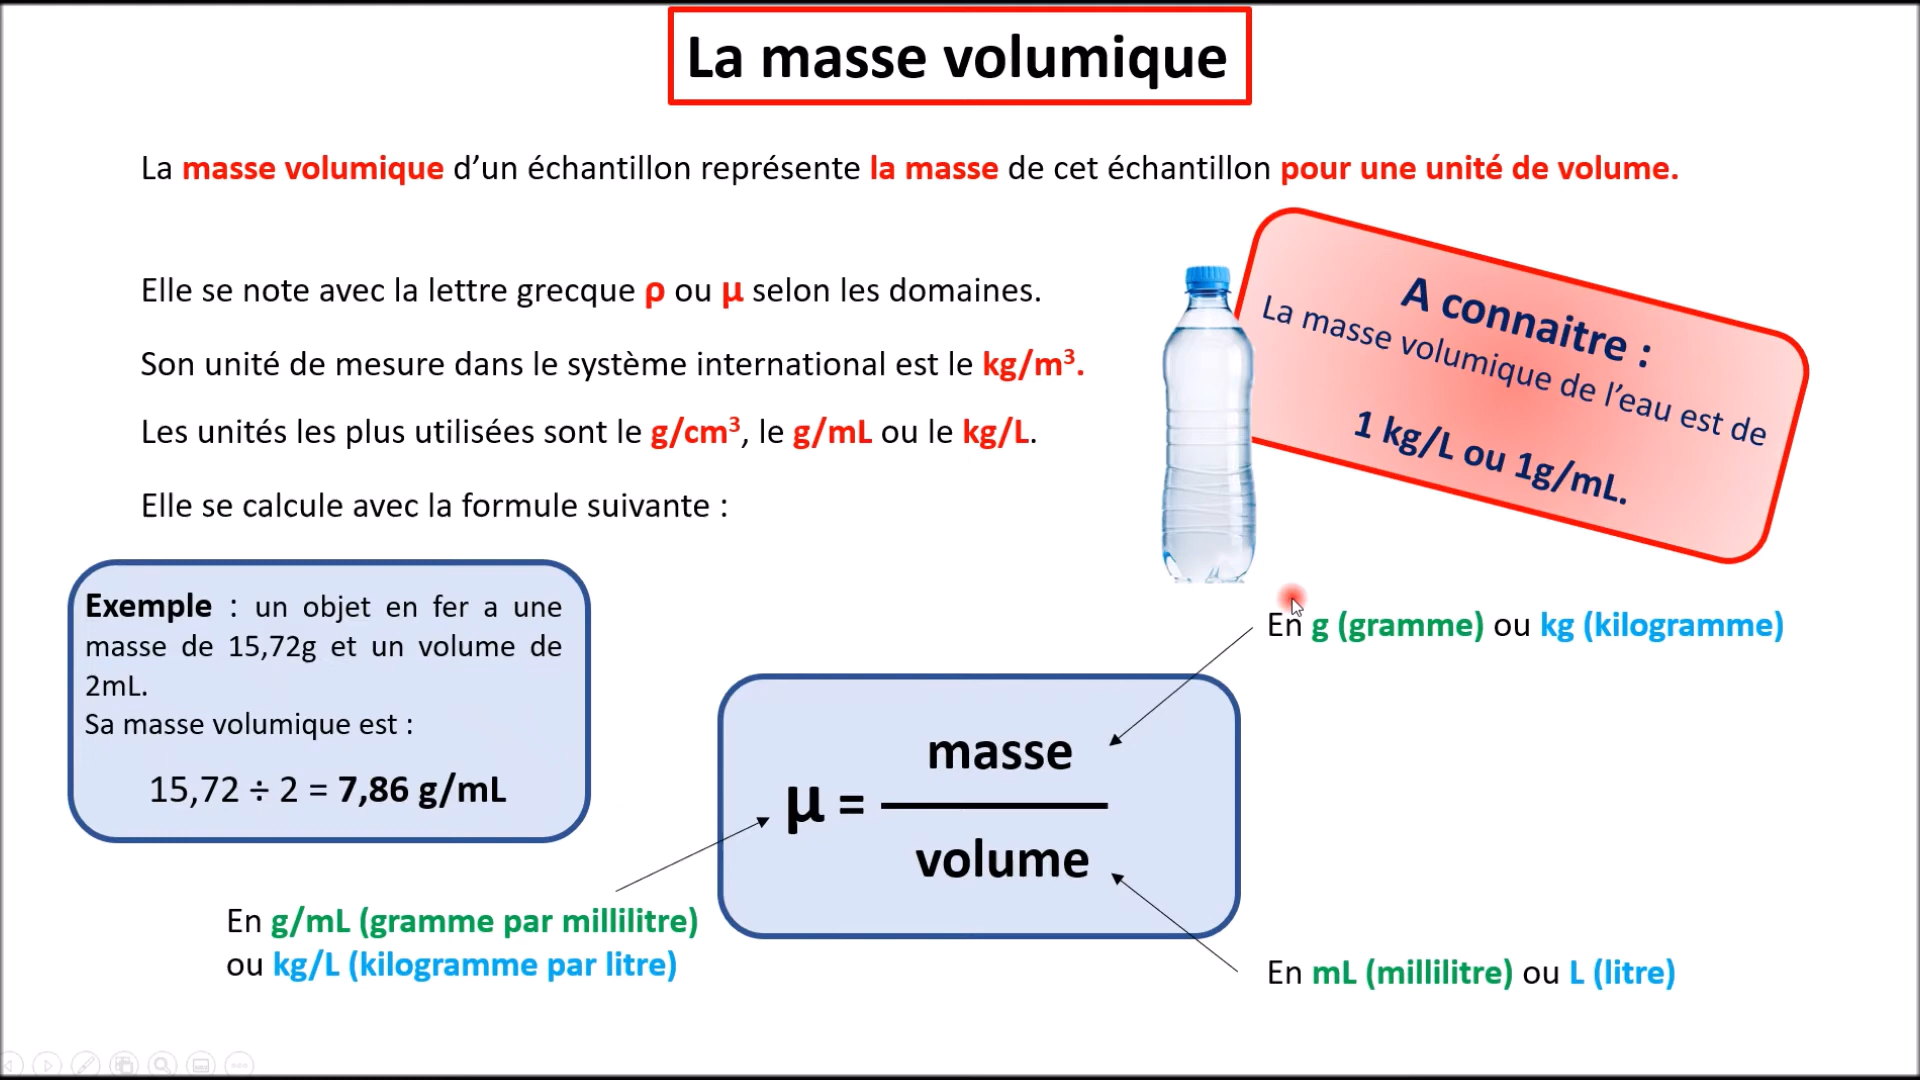 La masse volumique
La masse volumique d’un échantillon représente la masse de cet échantillon pour une unité de volume.
Elle se note avec la lettre grecque ρ ou μ selon les domaines.
Son unité de mesure dans le système international est le kg/m³.
Les unités les plus utilisées sont le g/cm³, le g/mL ou le kg/L.
Elle se calcule avec la formule suivante :
A connaitre :
La masse volumique de l’eau est de
1 kg/L ou 1g/mL.
Exemple : un objet en fer a une
masse de 15,72g et un volume de
2mL.
Sa masse volumique est :
15,72 ÷ 2 = 7,86 g/mL
En g (gramme) ou kg (kilogramme)
masse
μ =
volume
En g/mL (gramme par millilitre)
ou kg/L (kilogramme par litre)
En mL (millilitre) ou L (litre)